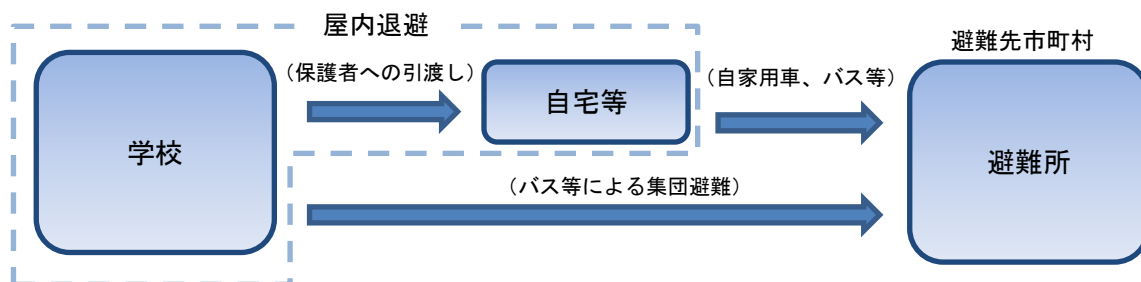 屋内退避
避難先市町村
（保護者への引渡し）
（自家用車、バス等）
学校
自宅等
避難所
（バス等による集団避難）